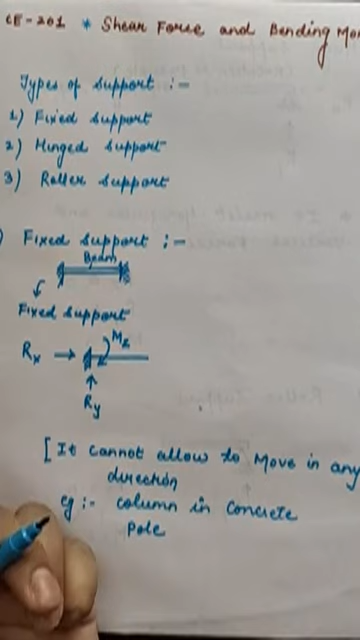 CE-201 * Shear Force and Bending Mom
Types of Support :-
1) Fixed Support
2) Hinged Support
3) Roller Support
) Fixed Support :-
Beam
Fixed Support
Rx → Mz
Ry
[It cannot allow to Move in any
direction
eg :- column in concrete
pole